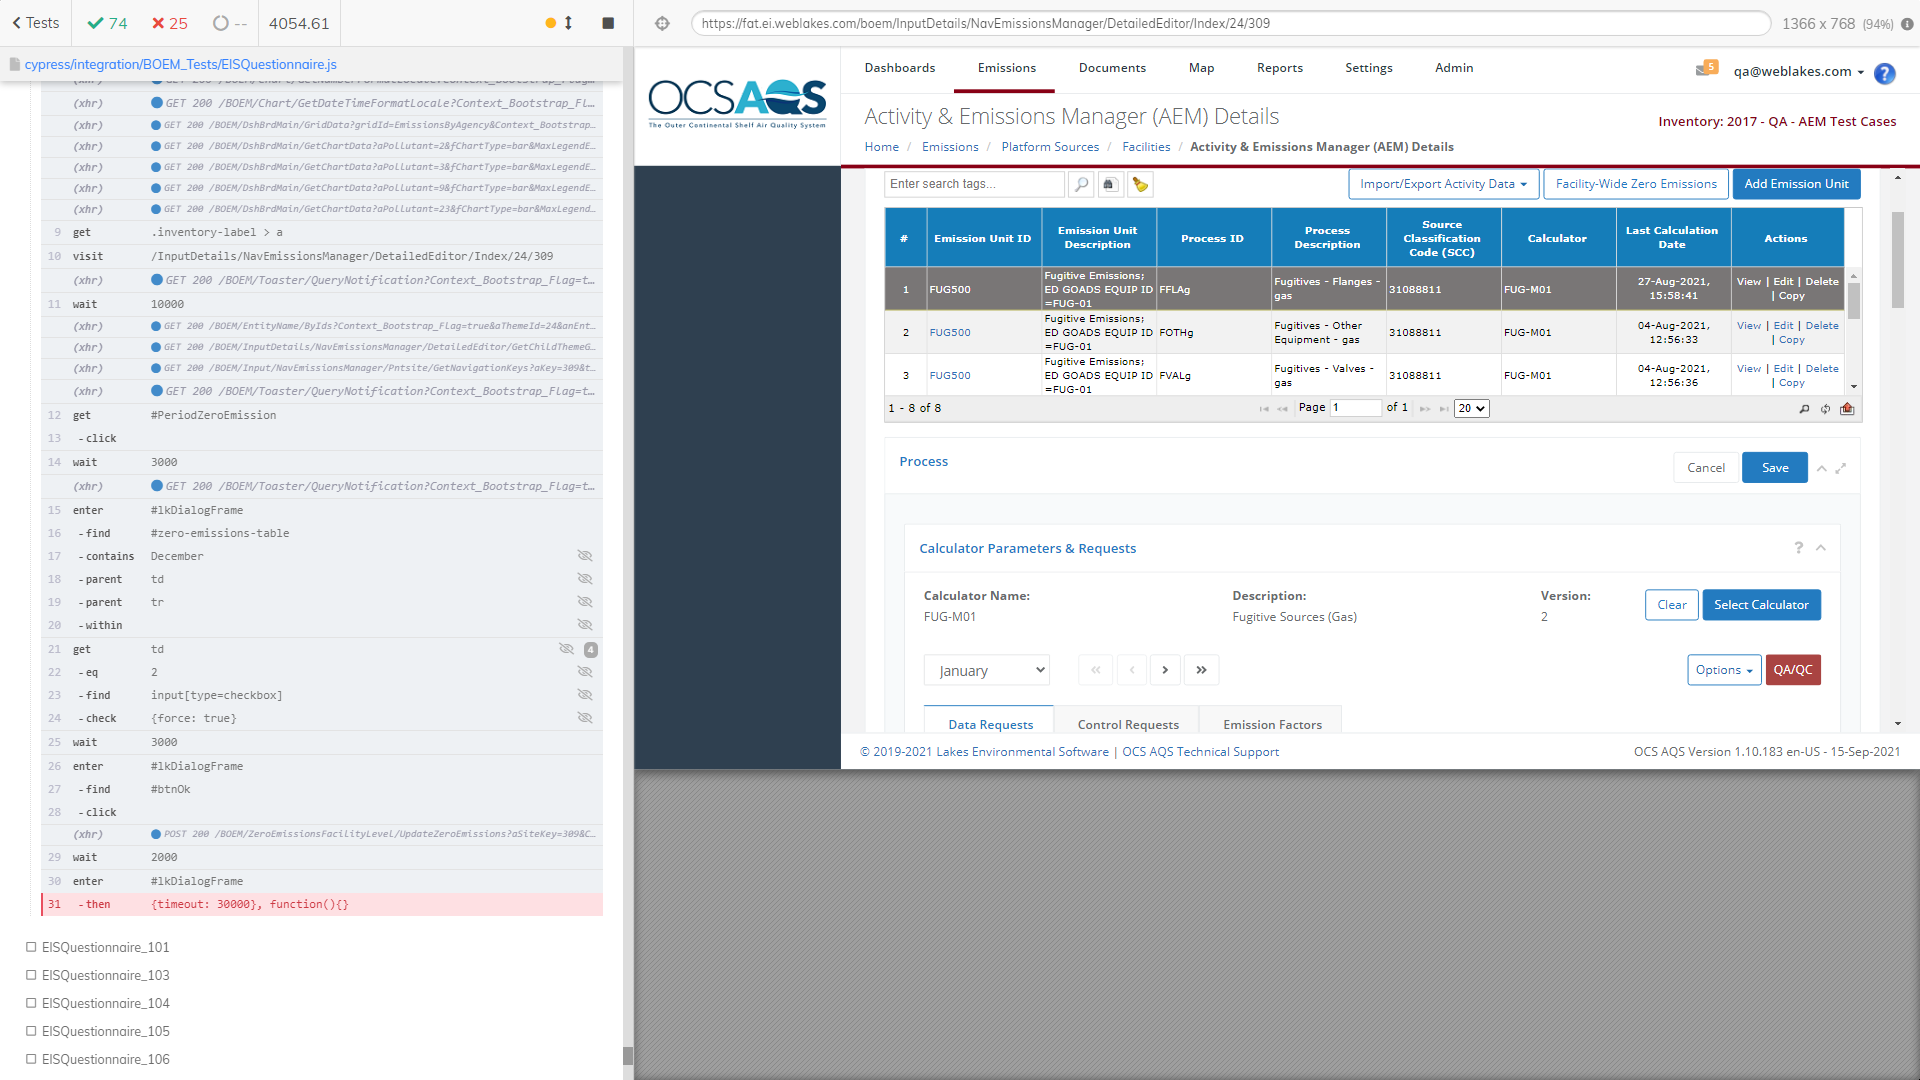 Tests
74
25
--
4054.61
cypress/integration/BOEM_Tests/EISQuestionnaire.js
(xhr) GET 200 /BOEM/Chart/GetNumberFormatLocale?Context_Bootstrap_Flag…
(xhr) GET 200 /BOEM/Chart/GetDateTimeFormatLocale?Context_Bootstrap_Fl…
(xhr) GET 200 /BOEM/DshBrdMain/GridData?gridId=EmissionsByAgency&Context_Bootstrap…
(xhr) GET 200 /BOEM/DshBrdMain/GetChartData?aPollutant=2&fChartType=bar&MaxLegendE…
(xhr) GET 200 /BOEM/DshBrdMain/GetChartData?aPollutant=3&fChartType=bar&MaxLegendE…
(xhr) GET 200 /BOEM/DshBrdMain/GetChartData?aPollutant=9&fChartType=bar&MaxLegendE…
(xhr) GET 200 /BOEM/DshBrdMain/GetChartData?aPollutant=23&fChartType=bar&MaxLegend…
9 get .inventory-label > a
10 visit /InputDetails/NavEmissionsManager/DetailedEditor/Index/24/309
(xhr) GET 200 /BOEM/Toaster/QueryNotification?Context_Bootstrap_Flag=t…
11 wait 10000
(xhr) GET 200 /BOEM/EntityName/ByIds?Context_Bootstrap_Flag=true&aThemeId=24&anEnt…
(xhr) GET 200 /BOEM/InputDetails/NavEmissionsManager/DetailedEditor/GetChildThemeG…
(xhr) GET 200 /BOEM/Input/NavEmissionsManager/Pntsite/GetNavigationKeys?aKey=309&t…
(xhr) GET 200 /BOEM/Toaster/QueryNotification?Context_Bootstrap_Flag=t…
12 get #PeriodZeroEmission
13 -click
14 wait 3000
(xhr) GET 200 /BOEM/Toaster/QueryNotification?Context_Bootstrap_Flag=t…
15 enter #lkDialogFrame
16 -find #zero-emissions-table
17 -contains December
18 -parent td
19 -parent tr
20 -within
21 get td 4
22 -eq 2
23 -find input[type=checkbox]
24 -check {force: true}
25 wait 3000
26 enter #lkDialogFrame
27 -find #btnOk
28 -click
(xhr) POST 200 /BOEM/ZeroEmissionsFacilityLevel/UpdateZeroEmissions?aSiteKey=309&C…
29 wait 2000
30 enter #lkDialogFrame
31 -then {timeout: 30000}, function(){}
EISQuestionnaire_101
EISQuestionnaire_103
EISQuestionnaire_104
EISQuestionnaire_105
EISQuestionnaire_106
https://fat.ei.weblakes.com/boem/InputDetails/NavEmissionsManager/DetailedEditor/Index/24/309
1366 x 768 (94%)
OCSAQS
The Outer Continental Shelf Air Quality System
Dashboards Emissions Documents Map Reports Settings Admin
5
qa@weblakes.com
?
Activity & Emissions Manager (AEM) Details
Inventory: 2017 - QA - AEM Test Cases
Home / Emissions / Platform Sources / Facilities / Activity & Emissions Manager (AEM) Details
Enter search tags...
Import/Export Activity Data
Facility-Wide Zero Emissions
Add Emission Unit
# Emission Unit ID Emission Unit Description Process ID Process Description Source Classification Code (SCC) Calculator Last Calculation Date Actions
1 FUG500 Fugitive Emissions; ED GOADS EQUIP ID =FUG-01 FFLAg Fugitives - Flanges - gas 31088811 FUG-M01 27-Aug-2021, 15:58:41 View | Edit | Delete | Copy
2 FUG500 Fugitive Emissions; ED GOADS EQUIP ID =FUG-01 FOTHg Fugitives - Other Equipment - gas 31088811 FUG-M01 04-Aug-2021, 12:56:33 View | Edit | Delete | Copy
3 FUG500 Fugitive Emissions; ED GOADS EQUIP ID =FUG-01 FVALg Fugitives - Valves - gas 31088811 FUG-M01 04-Aug-2021, 12:56:36 View | Edit | Delete | Copy
1 - 8 of 8
Page 1 of 1
20
Process
Cancel
Save
Calculator Parameters & Requests
?
Calculator Name:
FUG-M01
Description:
Fugitive Sources (Gas)
Version:
2
Clear
Select Calculator
January
Options
QA/QC
Data Requests
Control Requests
Emission Factors
© 2019-2021 Lakes Environmental Software | OCS AQS Technical Support
OCS AQS Version 1.10.183 en-US - 15-Sep-2021